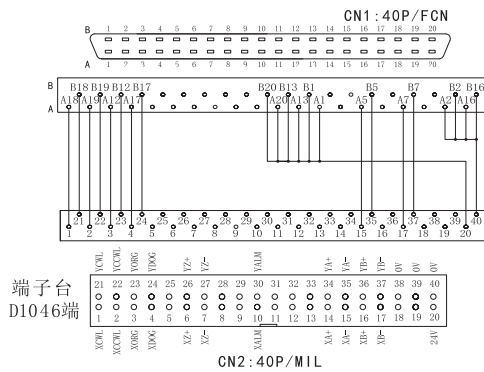 CN1:40P/FCN
B 1 2 3 4 5 6 7 8 9 10 11 12 13 14 15 16 17 18 19 20
A 1 2 3 4 5 6 7 8 9 10 11 12 13 14 15 16 17 18 19 20
B B18 B19 B12 B17 B20 B13 B1 B5 B7 B2 B16
A A18 A19 A12 A17 A20 A13 A1 A5 A7 A2 A16
21 22 23 24 25 26 27 28 29 30 31 32 33 34 35 36 37 38 39 40
1 2 3 4 5 6 7 8 9 10 11 12 13 14 15 16 17 18 19 20
YCWL YCCWL YORG YDOG YZ+ YZ- YALM YA+ YA- YB+ YB- 0V 0V 0V
21 22 23 24 25 26 27 28 29 30 31 32 33 34 35 36 37 38 39 40
端子台
D1046端
1 2 3 4 5 6 7 8 9 10 11 12 13 14 15 16 17 18 19 20
XCWL XCCWL XORG XDOG XZ+ XZ- XALM XA+ XA- XB+ XB- 24V
CN2:40P/MIL